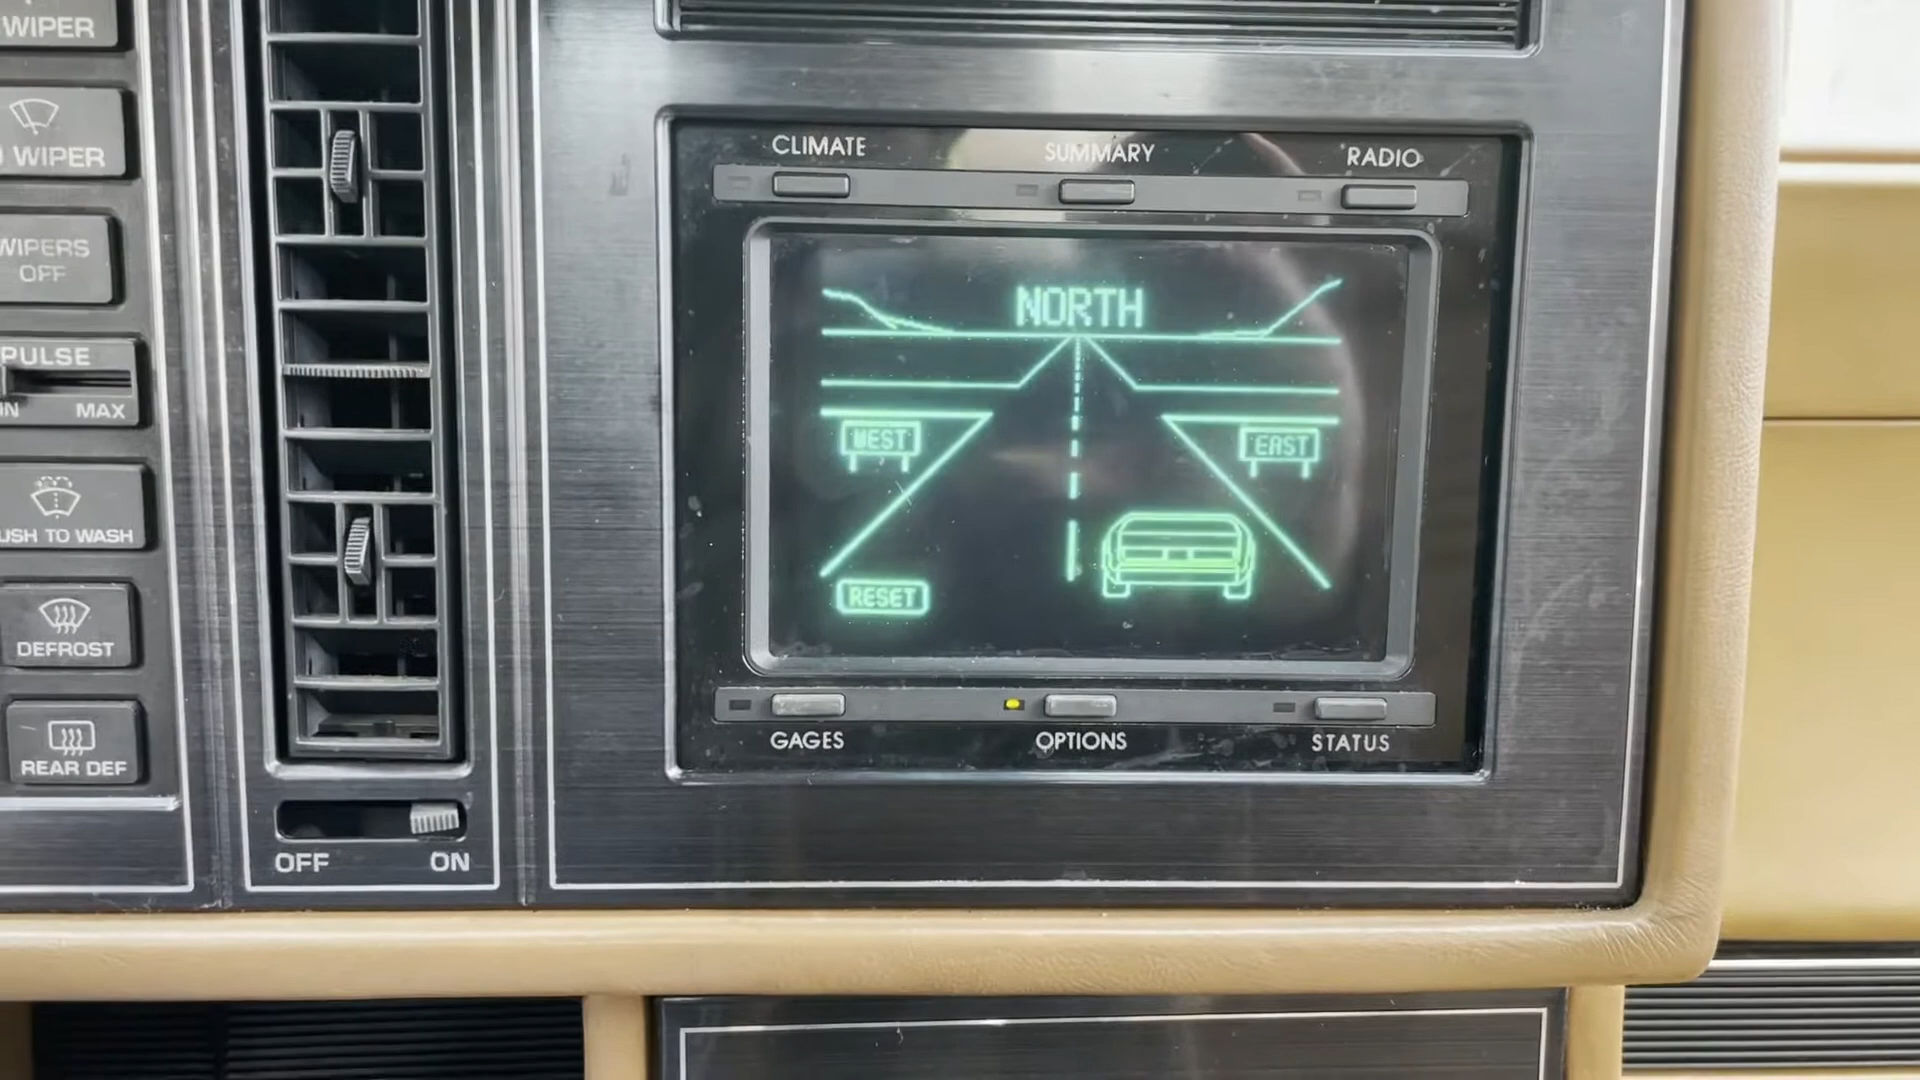 WIPER
WIPER
WIPERS
OFF
PULSE
MAX
TO WASH
DEFROST
REAR DEF
OFF
ON
CLIMATE
SUMMARY
RADIO
NORTH
WEST
EAST
RESET
GAGES
OPTIONS
STATUS